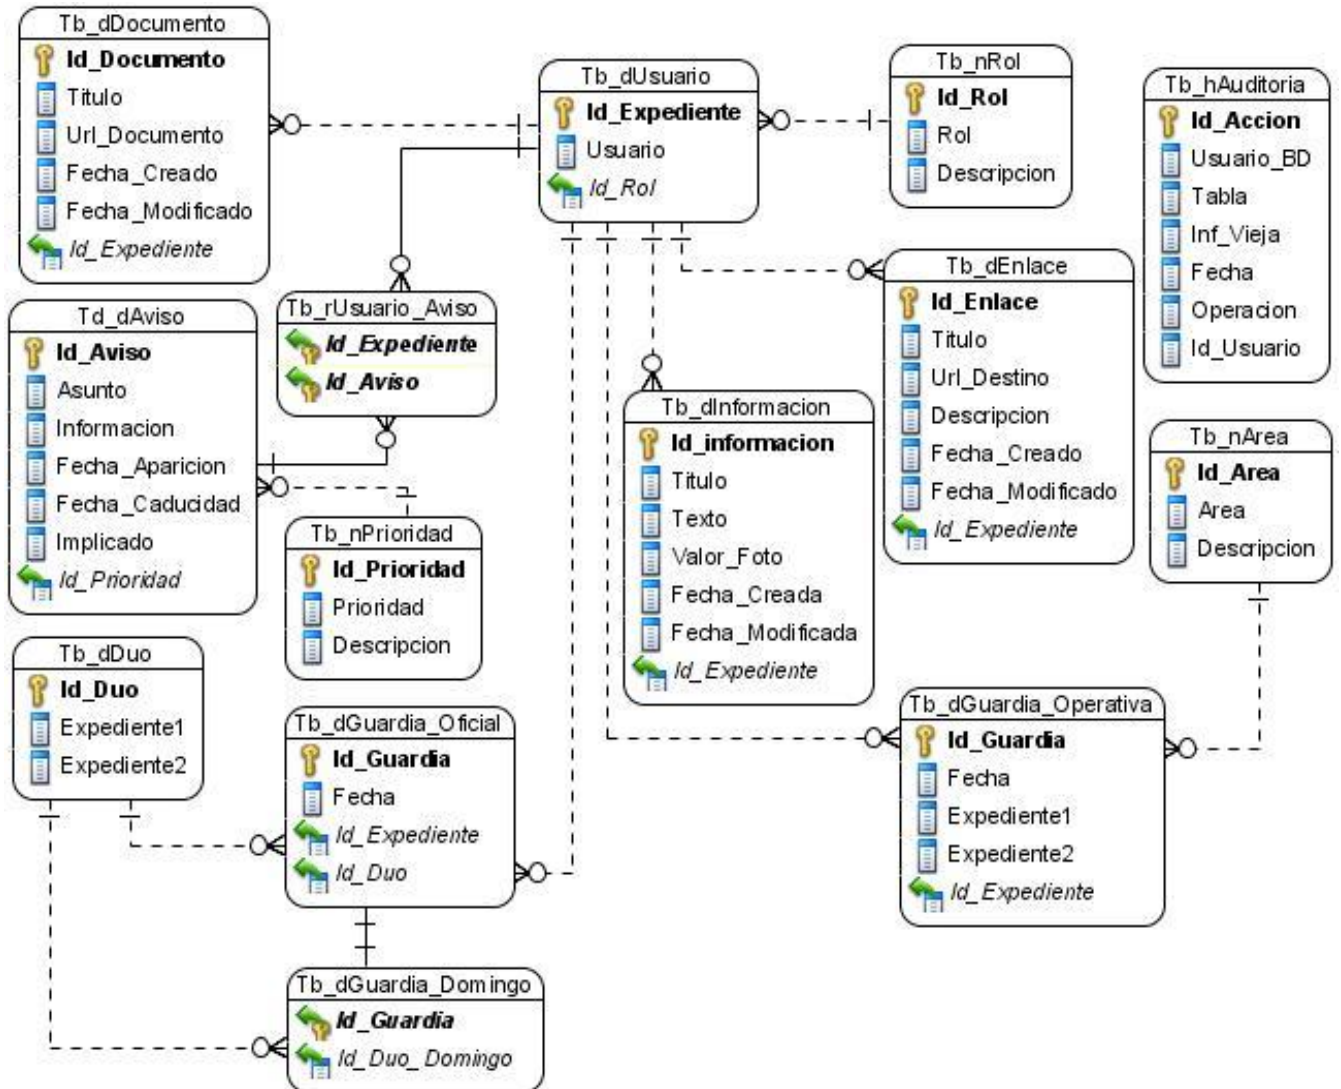 Tb_dDocumento
Id_Documento
Titulo
Url_Documento
Fecha_Creado
Fecha_Modificado
Id_Expediente
Tb_dUsuario
Id_Expediente
Usuario
Id_Rol
Tb_nRol
Id_Rol
Rol
Descripcion
Tb_hAuditoria
Id_Accion
Usuario_BD
Tabla
Inf_Vieja
Fecha
Operacion
Id_Usuario
Td_dAviso
Id_Aviso
Asunto
Informacion
Fecha_Aparicion
Fecha_Caducidad
Implicado
Id_Prioridad
Tb_rUsuario_Aviso
Id_Expediente
Id_Aviso
Tb_dEnlace
Id_Enlace
Titulo
Url_Destino
Descripcion
Fecha_Creado
Fecha_Modificado
Id_Expediente
Tb_dInformacion
Id_informacion
Titulo
Texto
Valor_Foto
Fecha_Creada
Fecha_Modificada
Id_Expediente
Tb_nArea
Id_Area
Area
Descripcion
Tb_nPrioridad
Id_Prioridad
Prioridad
Descripcion
Tb_dDuo
Id_Duo
Expediente1
Expediente2
Tb_dGuardia_Oficial
Id_Guardia
Fecha
Id_Expediente
Id_Duo
Tb_dGuardia_Operativa
Id_Guardia
Fecha
Expediente1
Expediente2
Id_Expediente
Tb_dGuardia_Domingo
Id_Guardia
Id_Duo_Domingo